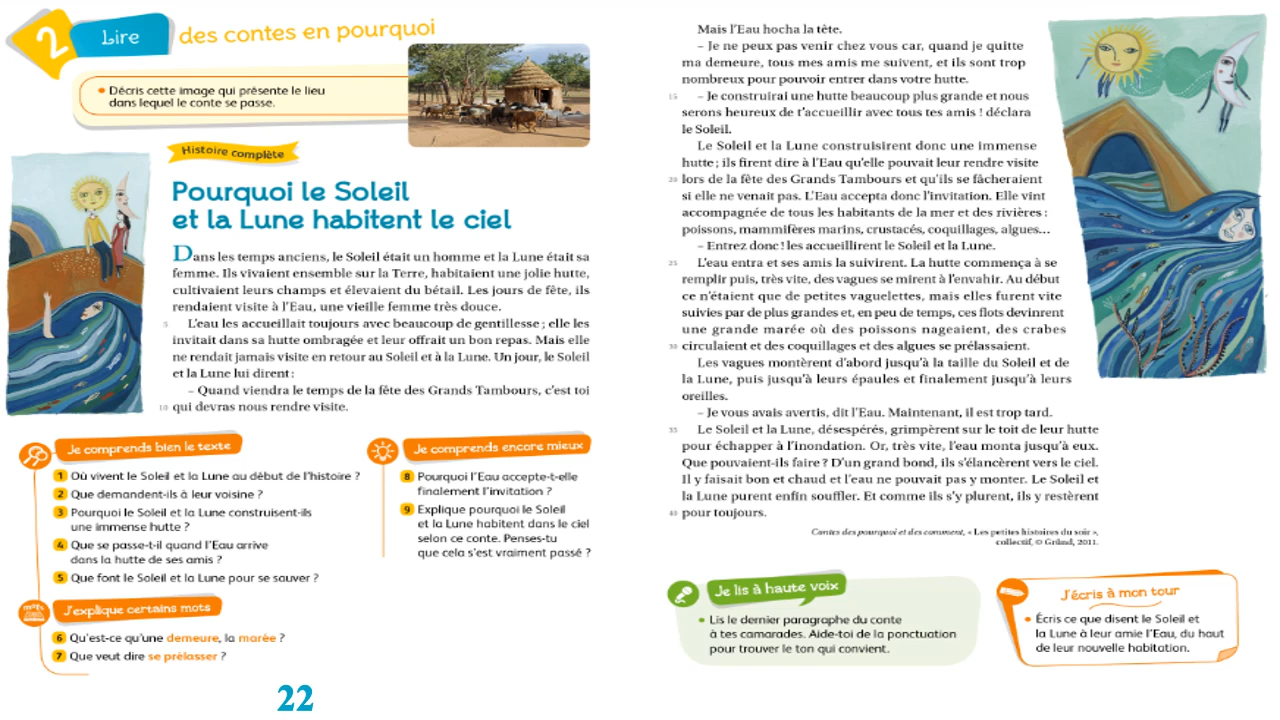 2
Lire
des contes en pourquoi
• Décris cette image qui présente le lieu
dans lequel le conte se passe.
Histoire complète
Pourquoi le Soleil
et la Lune habitent le ciel
Dans les temps anciens, le Soleil était un homme et la Lune était sa
femme. Ils vivaient ensemble sur la Terre, habitaient une jolie hutte,
cultivaient leurs champs et élevaient du bétail. Les jours de fête, ils
rendaient visite à l'Eau, une vieille femme très douce.
5 L'eau les accueillait toujours avec beaucoup de gentillesse ; elle les
invitait dans sa hutte ombragée et leur offrait un bon repas. Mais elle
ne rendait jamais visite en retour au Soleil et à la Lune. Un jour, le Soleil
et la Lune lui dirent :
– Quand viendra le temps de la fête des Grands Tambours, c'est toi
10 qui devras nous rendre visite.
Je comprends bien le texte
1 Où vivent le Soleil et la Lune au début de l'histoire ?
2 Que demandent-ils à leur voisine ?
3 Pourquoi le Soleil et la Lune construisent-ils
une immense hutte ?
4 Que se passe-t-il quand l'Eau arrive
dans la hutte de ses amis ?
5 Que font le Soleil et la Lune pour se sauver ?
mots
J'explique certains mots
6 Qu'est-ce qu'une demeure, la marée ?
7 Que veut dire se prélasser ?
Je comprends encore mieux
8 Pourquoi l'Eau accepte-t-elle
finalement l'invitation ?
9 Explique pourquoi le Soleil
et la Lune habitent dans le ciel
selon ce conte. Penses-tu
que cela s'est vraiment passé ?
22
Mais l'Eau hocha la tête.
– Je ne peux pas venir chez vous car, quand je quitte
ma demeure, tous mes amis me suivent, et ils sont trop
nombreux pour pouvoir entrer dans votre hutte.
15 – Je construirai une hutte beaucoup plus grande et nous
serons heureux de t'accueillir avec tous tes amis ! déclara
le Soleil.
Le Soleil et la Lune construisirent donc une immense
hutte ; ils firent dire à l'Eau qu'elle pouvait leur rendre visite
20 lors de la fête des Grands Tambours et qu'ils se fâcheraient
si elle ne venait pas. L'Eau accepta donc l'invitation. Elle vint
accompagnée de tous les habitants de la mer et des rivières :
poissons, mammifères marins, crustacés, coquillages, algues…
– Entrez donc ! les accueillirent le Soleil et la Lune.
25 L'eau entra et ses amis la suivirent. La hutte commença à se
remplir puis, très vite, des vagues se mirent à l'envahir. Au début
ce n'étaient que de petites vaguelettes, mais elles furent vite
suivies par de plus grandes et, en peu de temps, ces flots devinrent
une grande marée où des poissons nageaient, des crabes
30 circulaient et des coquillages et des algues se prélassaient.
Les vagues montèrent d'abord jusqu'à la taille du Soleil et de
la Lune, puis jusqu'à leurs épaules et finalement jusqu'à leurs
oreilles.
– Je vous avais avertis, dit l'Eau. Maintenant, il est trop tard.
35 Le Soleil et la Lune, désespérés, grimpèrent sur le toit de leur hutte
pour échapper à l'inondation. Or, très vite, l'eau monta jusqu'à eux.
Que pouvaient-ils faire ? D'un grand bond, ils s'élancèrent vers le ciel.
Il y faisait bon et chaud et l'eau ne pouvait pas y monter. Le Soleil et
la Lune purent enfin souffler. Et comme ils s'y plurent, ils y restèrent
40 pour toujours.
Contes des pourquoi et des comment, « Les petites histoires du soir »,
collectif, © Gründ, 2011.
Je lis à haute voix
• Lis le dernier paragraphe du conte
à tes camarades. Aide-toi de la ponctuation
pour trouver le ton qui convient.
J'écris à mon tour
• Écris ce que disent le Soleil et
la Lune à leur amie l'Eau, du haut
de leur nouvelle habitation.